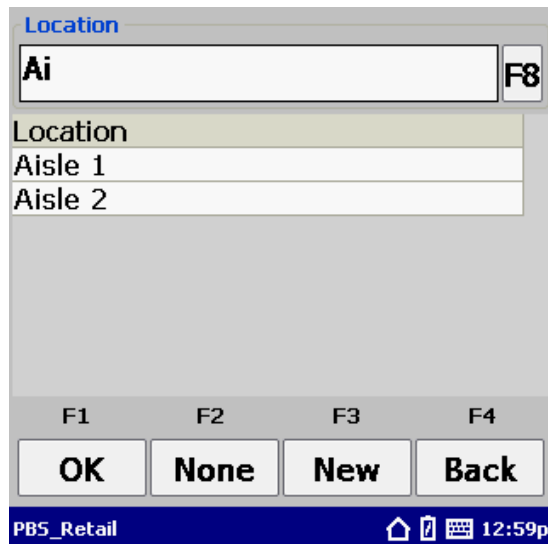 Location
Ai F8
Location
Aisle 1
Aisle 2
F1 F2 F3 F4
OK None New Back
PBS_Retail 12:59p